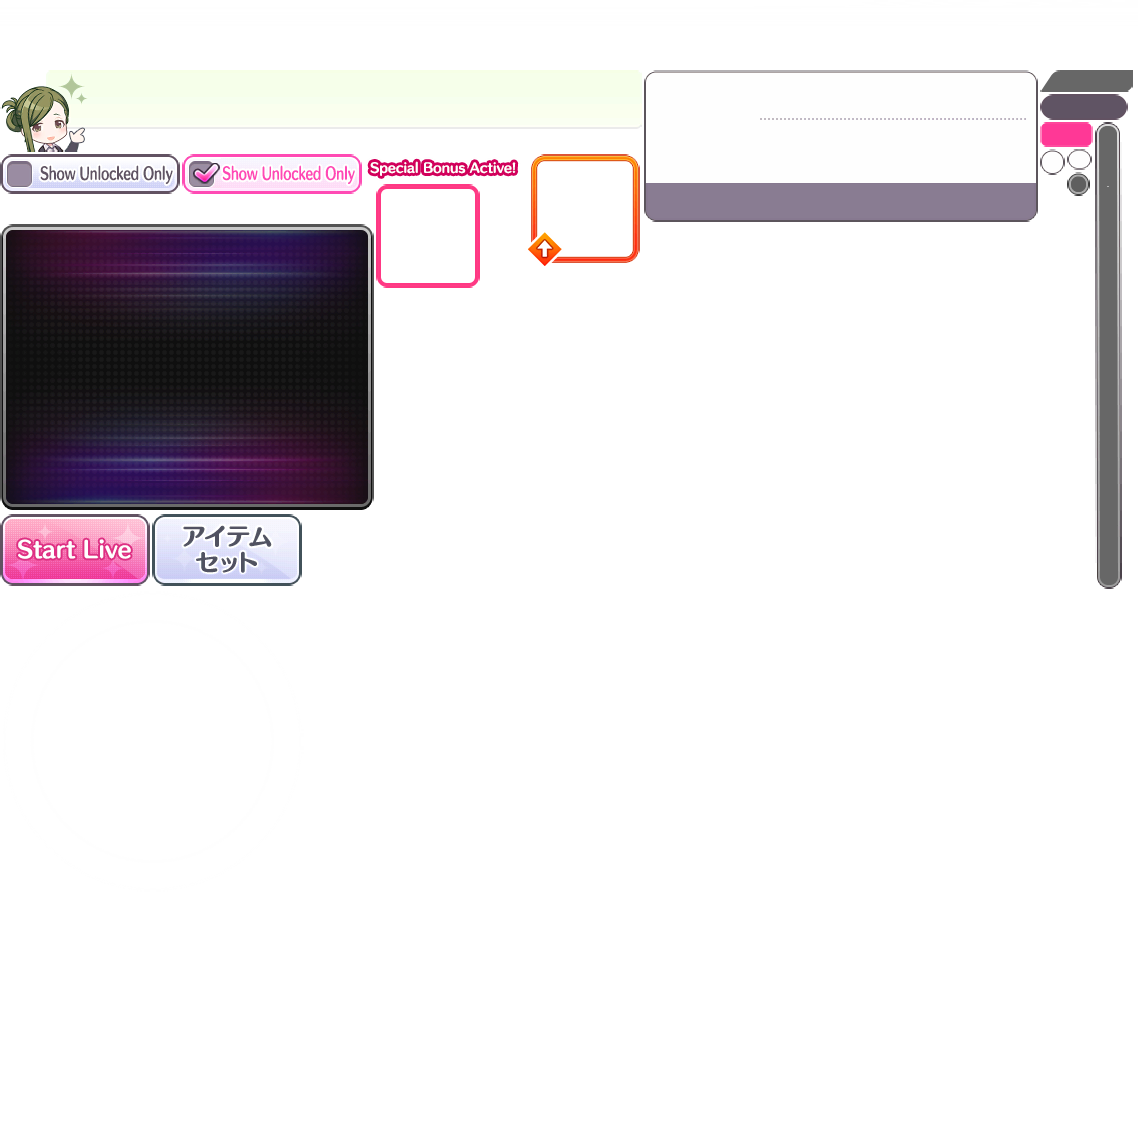 Show Unlocked Only
Show Unlocked Only
Special Bonus Active!
Start Live
アイテム
セット